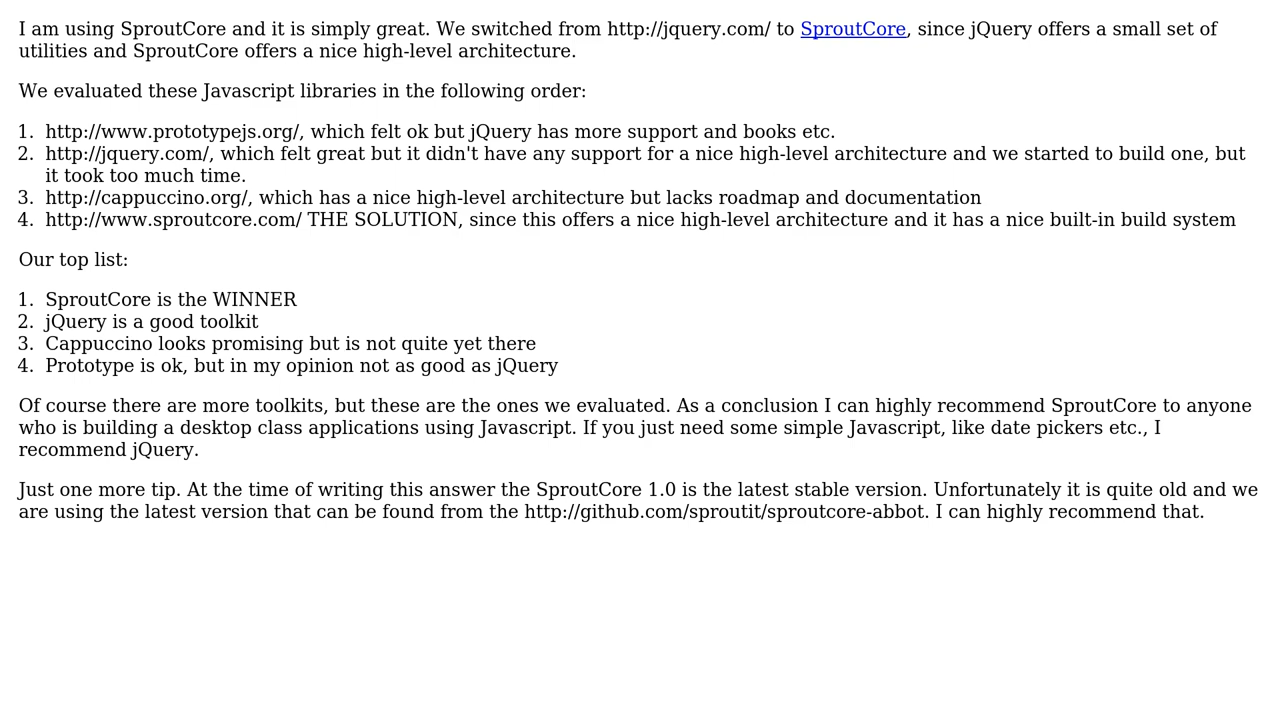 I am using SproutCore and it is simply great. We switched from http://jquery.com/ to SproutCore, since jQuery offers a small set of
utilities and SproutCore offers a nice high-level architecture.
We evaluated these Javascript libraries in the following order:
1. http://www.prototypejs.org/, which felt ok but jQuery has more support and books etc.
2. http://jquery.com/, which felt great but it didn't have any support for a nice high-level architecture and we started to build one, but
it took too much time.
3. http://cappuccino.org/, which has a nice high-level architecture but lacks roadmap and documentation
4. http://www.sproutcore.com/ THE SOLUTION, since this offers a nice high-level architecture and it has a nice built-in build system
Our top list:
1. SproutCore is the WINNER
2. jQuery is a good toolkit
3. Cappuccino looks promising but is not quite yet there
4. Prototype is ok, but in my opinion not as good as jQuery
Of course there are more toolkits, but these are the ones we evaluated. As a conclusion I can highly recommend SproutCore to anyone
who is building a desktop class applications using Javascript. If you just need some simple Javascript, like date pickers etc., I
recommend jQuery.
Just one more tip. At the time of writing this answer the SproutCore 1.0 is the latest stable version. Unfortunately it is quite old and we
are using the latest version that can be found from the http://github.com/sproutit/sproutcore-abbot. I can highly recommend that.